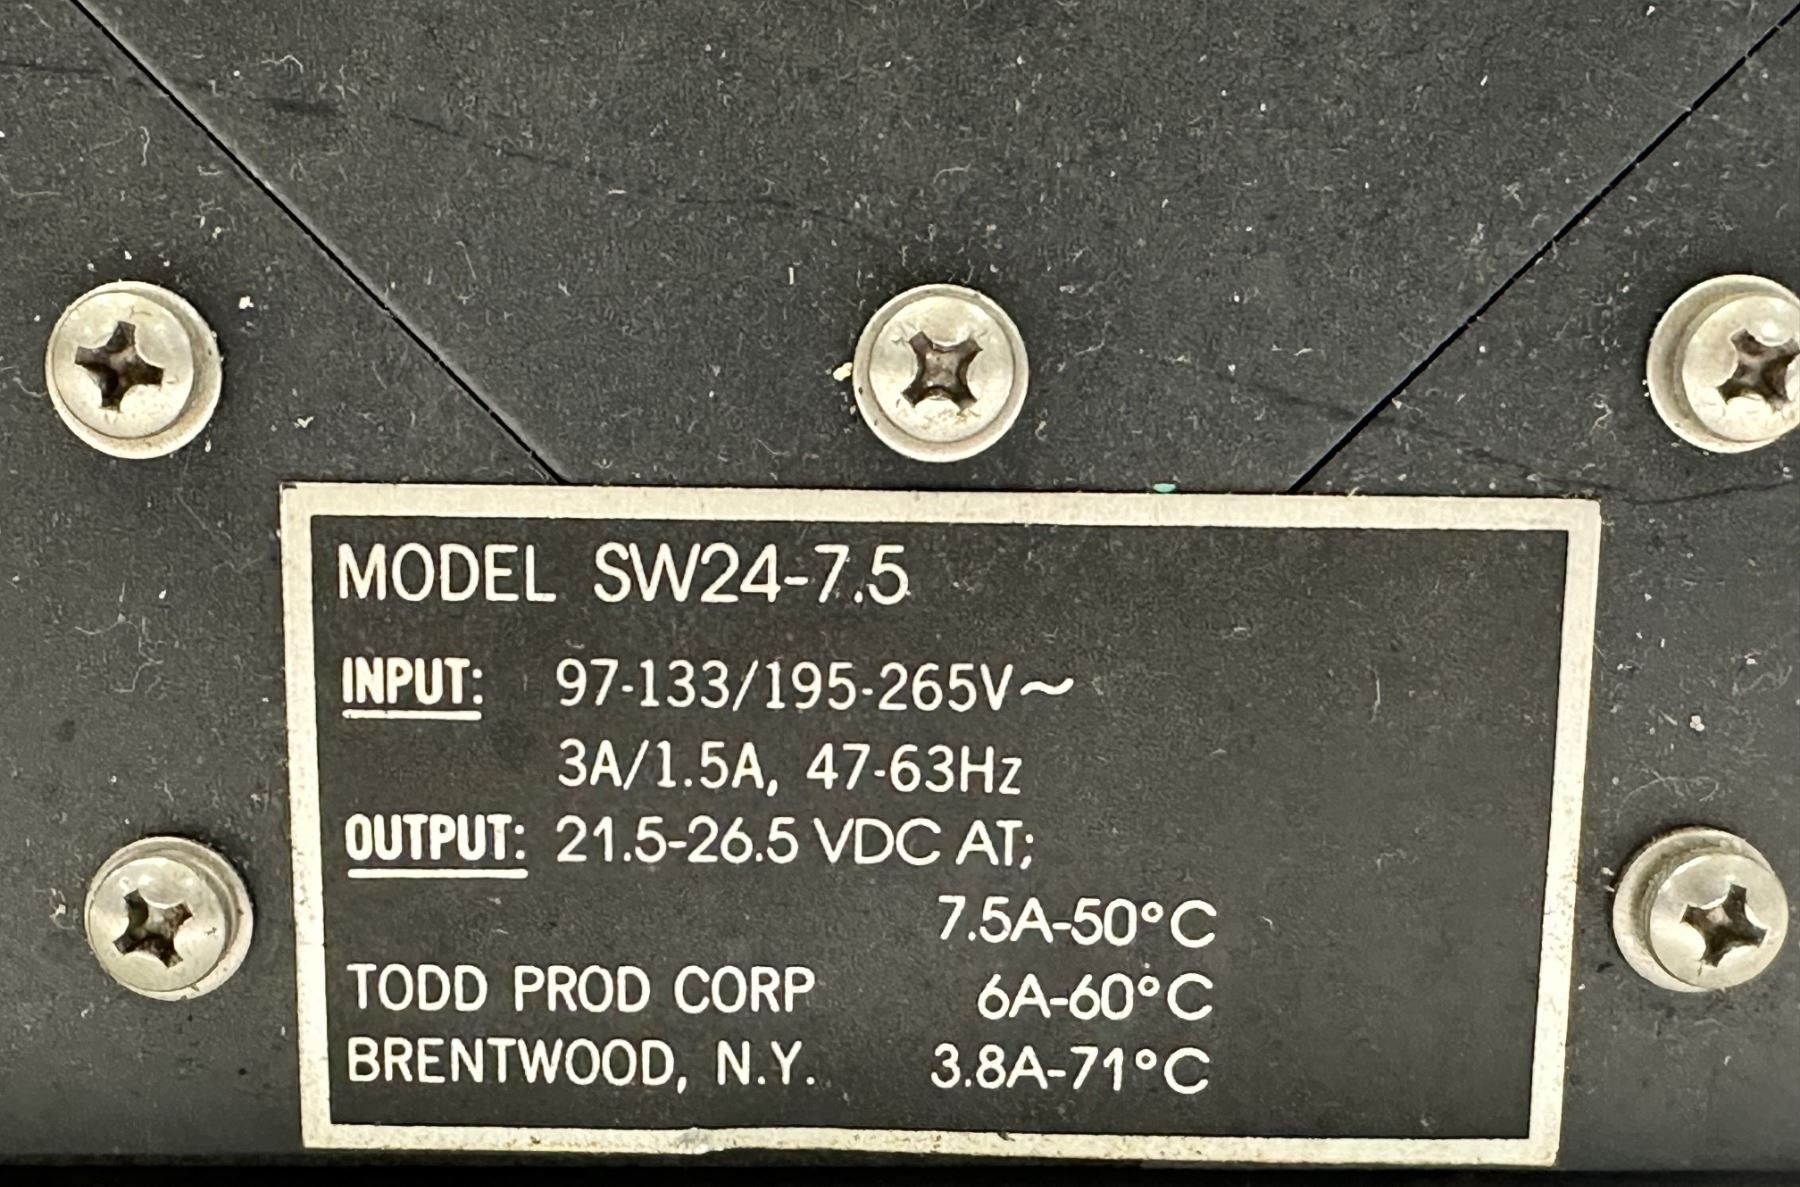 MODEL SW24-7.5
INPUT: 97-133/195-265V~
3A/1.5A, 47-63Hz
OUTPUT: 21.5-26.5 VDC AT;
7.5A-50°C
TODD PROD CORP 6A-60°C
BRENTWOOD, N.Y. 3.8A-71°C